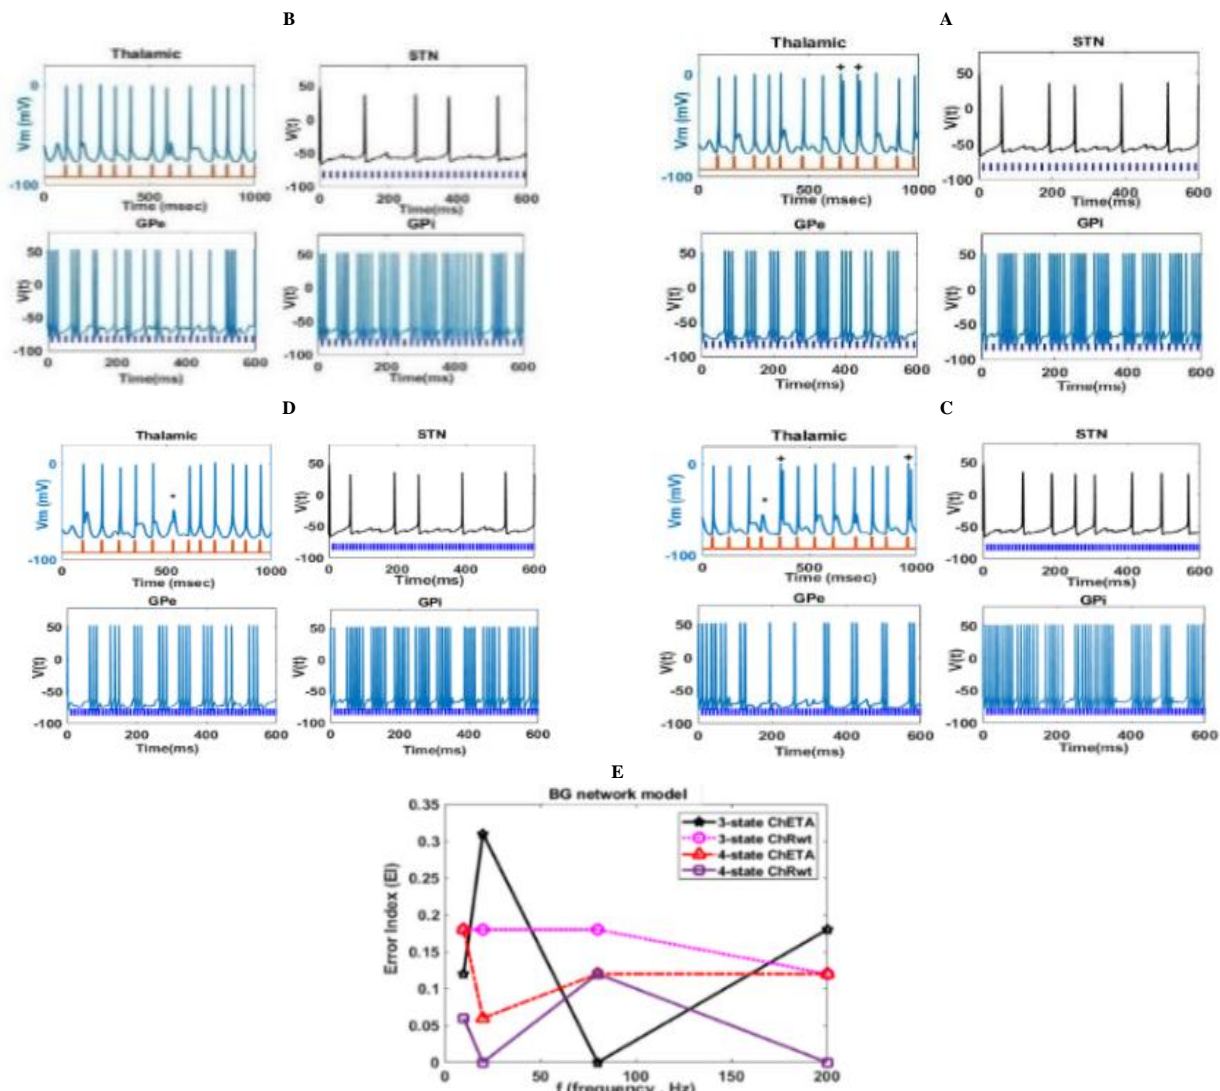 B
A
Thalamic
STN
Thalamic
STN
0
50
0
50
Vm (mV)
V(t)
0
Vm (mV)
V(t)
0
-50
-50
-100
-100
-100
-100
0 500 1000
0 200 400 600
0 500 1000
0 200 400 600
Time (msec)
Time(ms)
Time (msec)
Time(ms)
GPe
GPi
GPe
GPi
50
50
50
50
V(t)
0
V(t)
0
V(t)
0
V(t)
0
-50
-50
-50
-50
-100
-100
-100
-100
0 200 400 600
0 200 400 600
0 200 400 600
0 200 400 600
Time(ms)
Time(ms)
Time(ms)
Time(ms)
D
C
Thalamic
STN
Thalamic
STN
0
50
0
50
Vm (mV)
V(t)
0
Vm (mV)
V(t)
0
-50
-50
-100
-100
-100
-100
0 500 1000
0 200 400 600
0 500 1000
0 200 400 600
Time (msec)
Time(ms)
Time (msec)
Time(ms)
GPe
GPi
GPe
GPi
50
50
50
50
V(t)
0
V(t)
0
V(t)
0
V(t)
0
-50
-50
-50
-50
-100
-100
-100
-100
0 200 400 600
0 200 400 600
0 200 400 600
0 200 400 600
Time(ms)
Time(ms)
Time(ms)
Time(ms)
E
BG network model
0.35
0.3
0.25
0.2
0.15
0.1
0.05
0
Error Index (EI)
3-state ChETA
3-state ChRwt
4-state ChETA
4-state ChRwt
0 50 100 150 200
f (frequency , Hz)